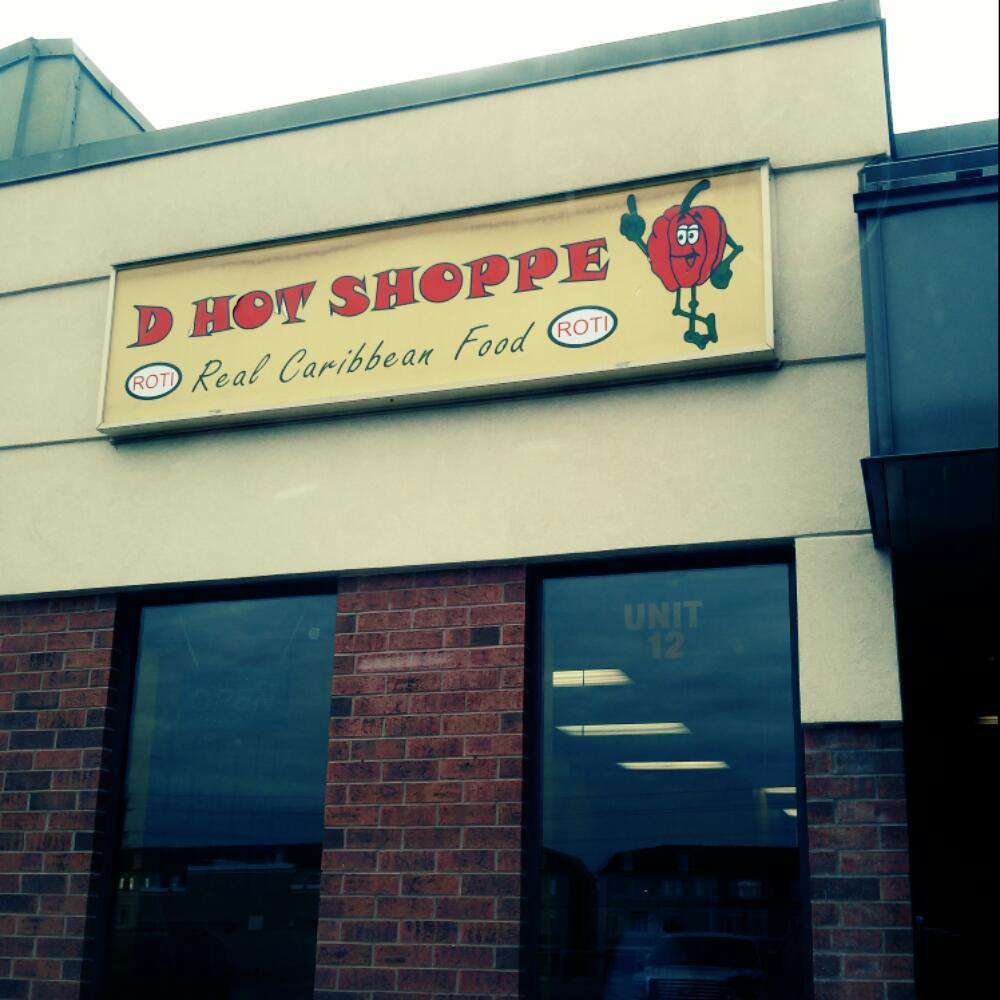 D HOT SHOPPE
ROTI Real Caribbean Food ROTI
UNIT
12